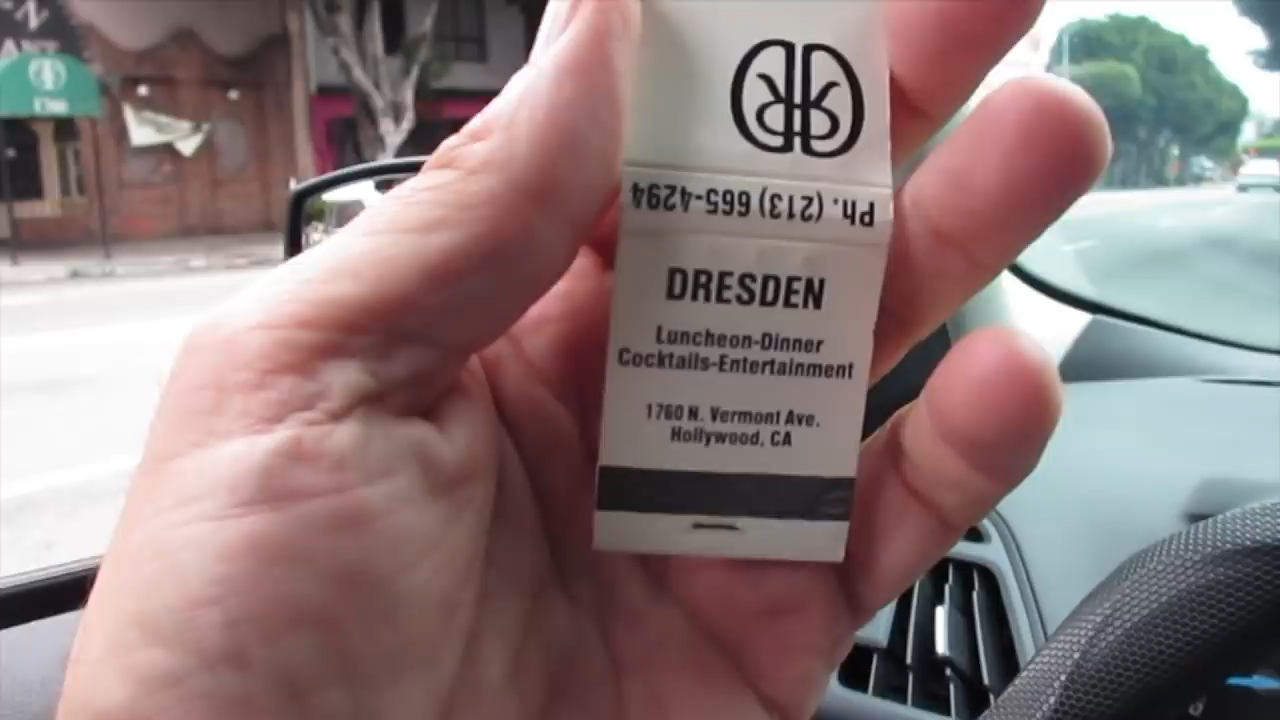 Ph. (213) 665-4294
DRESDEN
Luncheon-Dinner
Cocktails-Entertainment
1760 N. Vermont Ave.
Hollywood, CA